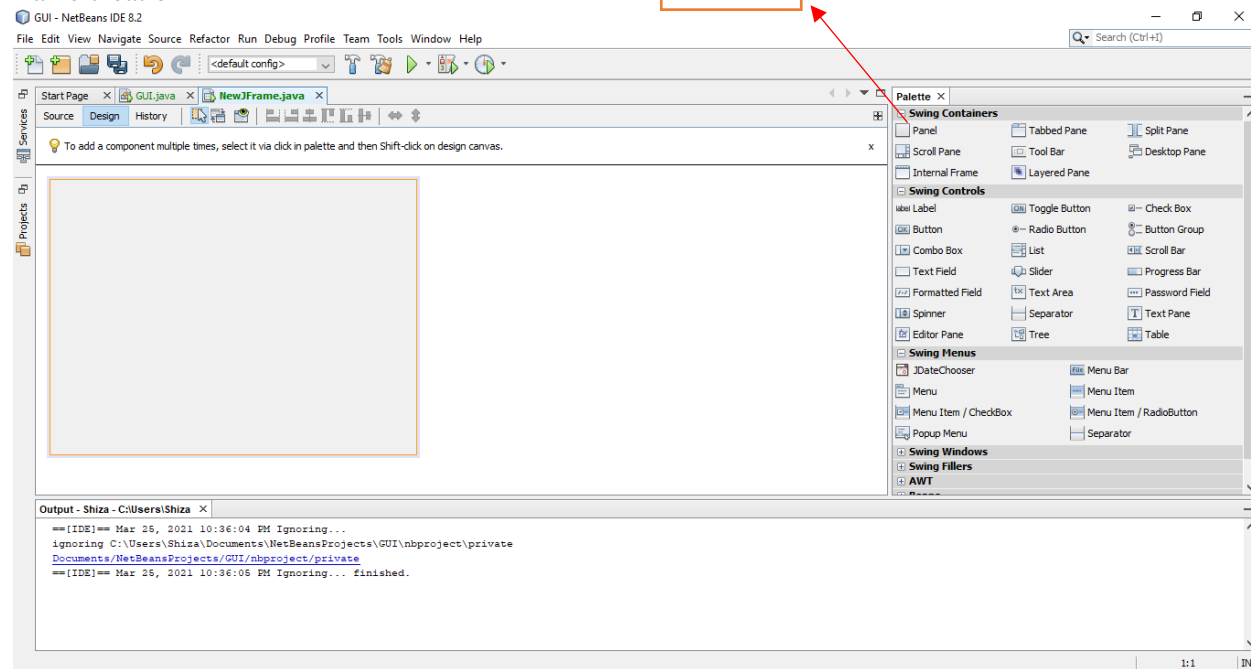 GUI - NetBeans IDE 8.2
File Edit View Navigate Source Refactor Run Debug Profile Team Tools Window Help
Search (Ctrl+I)
<default config>
Start Page GUI.java NewJFrame.java
Palette
Services
Projects
Source Design History
To add a component multiple times, select it via click in palette and then Shift-click on design canvas.
Swing Containers
Panel Tabbed Pane Split Pane
Scroll Pane Tool Bar Desktop Pane
Internal Frame Layered Pane
Swing Controls
label Label Toggle Button Check Box
OK Button Radio Button Button Group
Combo Box List Scroll Bar
Text Field Slider Progress Bar
Formatted Field Text Area Password Field
Spinner Separator Text Pane
Editor Pane Tree Table
Swing Menus
JDateChooser Menu Bar
Menu Menu Item
Menu Item / CheckBox Menu Item / RadioButton
Popup Menu Separator
Swing Windows
Swing Fillers
AWT
Output - Shiza - C:\Users\Shiza
==[IDE]== Mar 25, 2021 10:36:04 PM Ignoring...
ignoring C:\Users\Shiza\Documents\NetBeansProjects\GUI\nbproject\private
Documents/NetBeansProjects/GUI/nbproject/private
==[IDE]== Mar 25, 2021 10:36:05 PM Ignoring... finished.
1:1